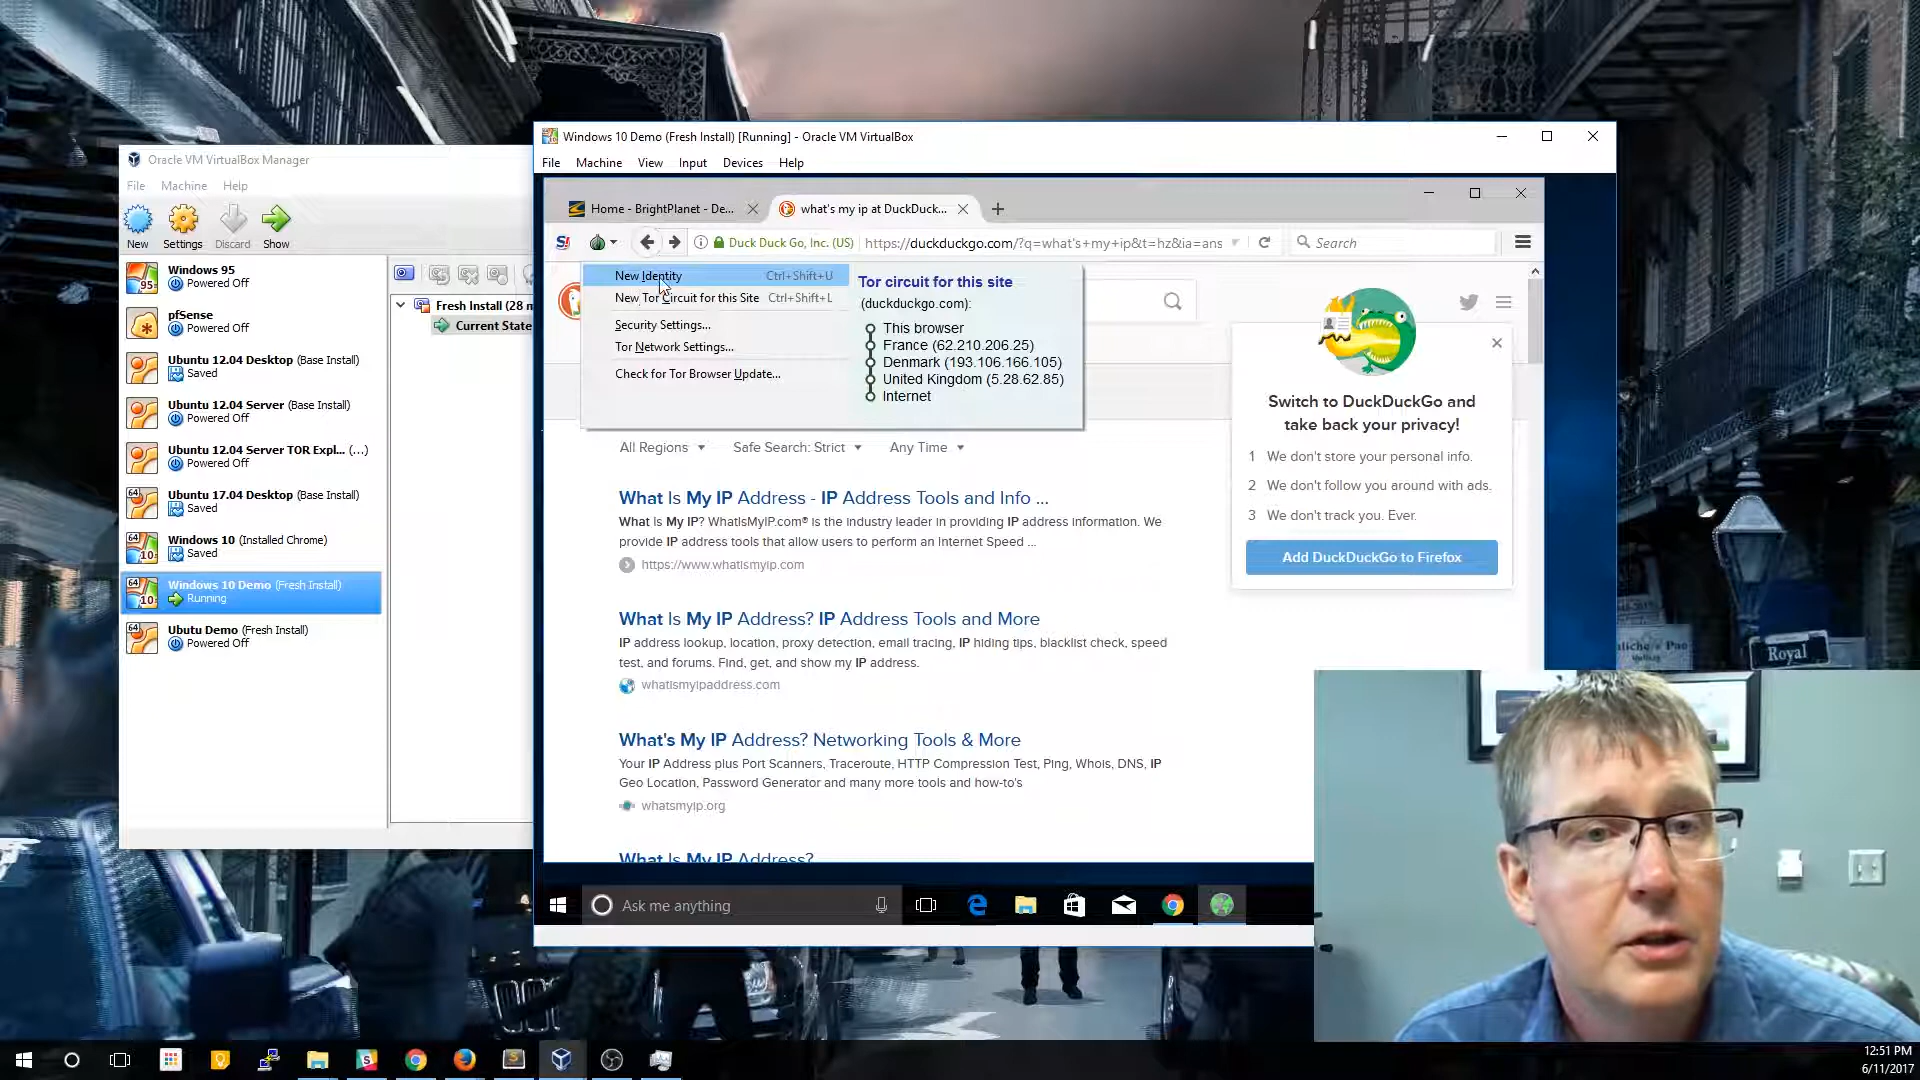 Oracle VM VirtualBox Manager
File Machine Help
New Settings Discard Show
Windows 95
Powered Off
pfSense
Powered Off
Ubuntu 12.04 Desktop (Base Install)
Saved
Ubuntu 12.04 Server (Base Install)
Powered Off
Ubuntu 12.04 Server TOR Expl... (...)
Powered Off
Ubuntu 17.04 Desktop (Base Install)
Saved
Windows 10 (Installed Chrome)
Saved
Windows 10 Demo (Fresh Install)
Running
Ubutu Demo (Fresh Install)
Powered Off
Fresh Install (28 m
Current State
Windows 10 Demo (Fresh Install) [Running] - Oracle VM VirtualBox
File Machine View Input Devices Help
Home - BrightPlanet - De... what's my ip at DuckDuck...
S! Duck Duck Go, Inc. (US) https://duckduckgo.com/?q=what's+my+ip&t=hz&ia=ans Search
New Identity Ctrl+Shift+U
New Tor Circuit for this Site Ctrl+Shift+L
Security Settings...
Tor Network Settings...
Check for Tor Browser Update...
Tor circuit for this site
(duckduckgo.com):
This browser
France (62.210.206.25)
Denmark (193.106.166.105)
United Kingdom (5.28.62.85)
Internet
All Regions Safe Search: Strict Any Time
What Is My IP Address - IP Address Tools and Info ...
What Is My IP? WhatIsMyIP.com® is the industry leader in providing IP address information. We
provide IP address tools that allow users to perform an Internet Speed ...
https://www.whatismyip.com
What Is My IP Address? IP Address Tools and More
IP address lookup, location, proxy detection, email tracing, IP hiding tips, blacklist check, speed
test, and forums. Find, get, and show my IP address.
whatismyipaddress.com
What's My IP Address? Networking Tools & More
Your IP Address plus Port Scanners, Traceroute, HTTP Compression Test, Ping, Whois, DNS, IP
Geo Location, Password Generator and many more tools and how-to's
whatsmyip.org
What Is My IP Address?
Switch to DuckDuckGo and
take back your privacy!
1 We don't store your personal info.
2 We don't follow you around with ads.
3 We don't track you. Ever.
Add DuckDuckGo to Firefox
Royal
Ask me anything
12:51 PM
6/11/2017